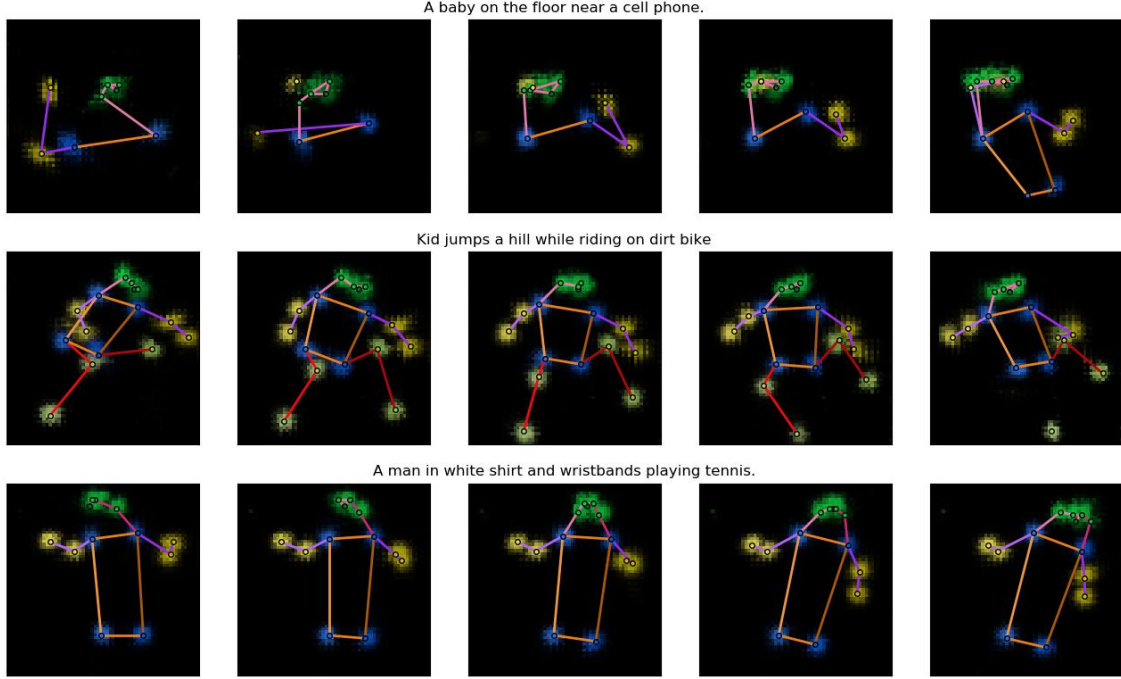 A baby on the floor near a cell phone.
Kid jumps a hill while riding on dirt bike
A man in white shirt and wristbands playing tennis.